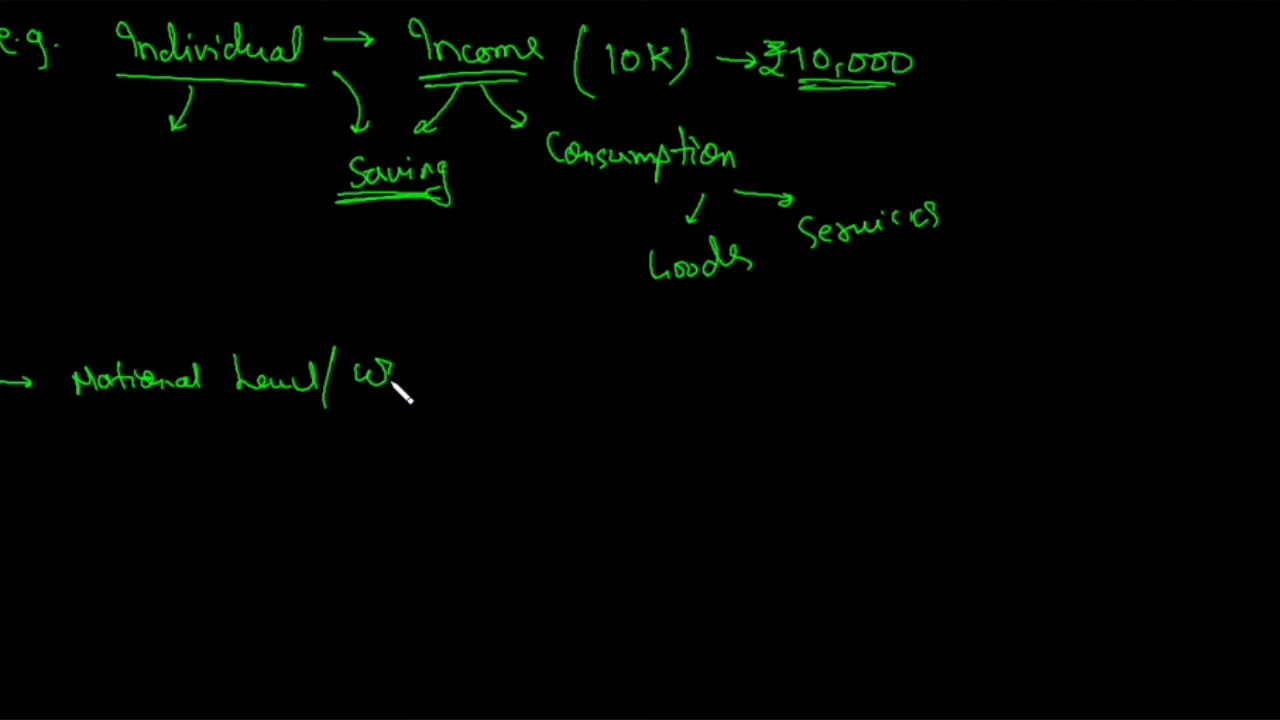 e.g. Individual → Income (10K) → ₹10,000
Saving Consumption
Goods Services
→ National Level/ w